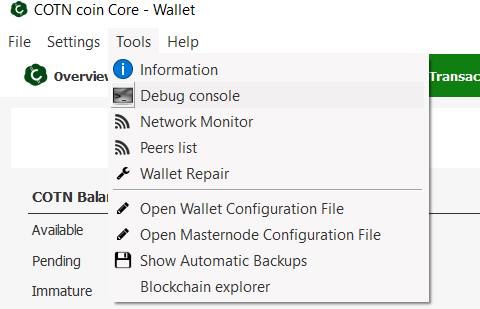 COTN coin Core - Wallet
File Settings Tools Help
Overview
Transac
Information
Debug console
Network Monitor
Peers list
Wallet Repair
COTN Balan
Open Wallet Configuration File
Available
Open Masternode Configuration File
Pending
Show Automatic Backups
Immature
Blockchain explorer